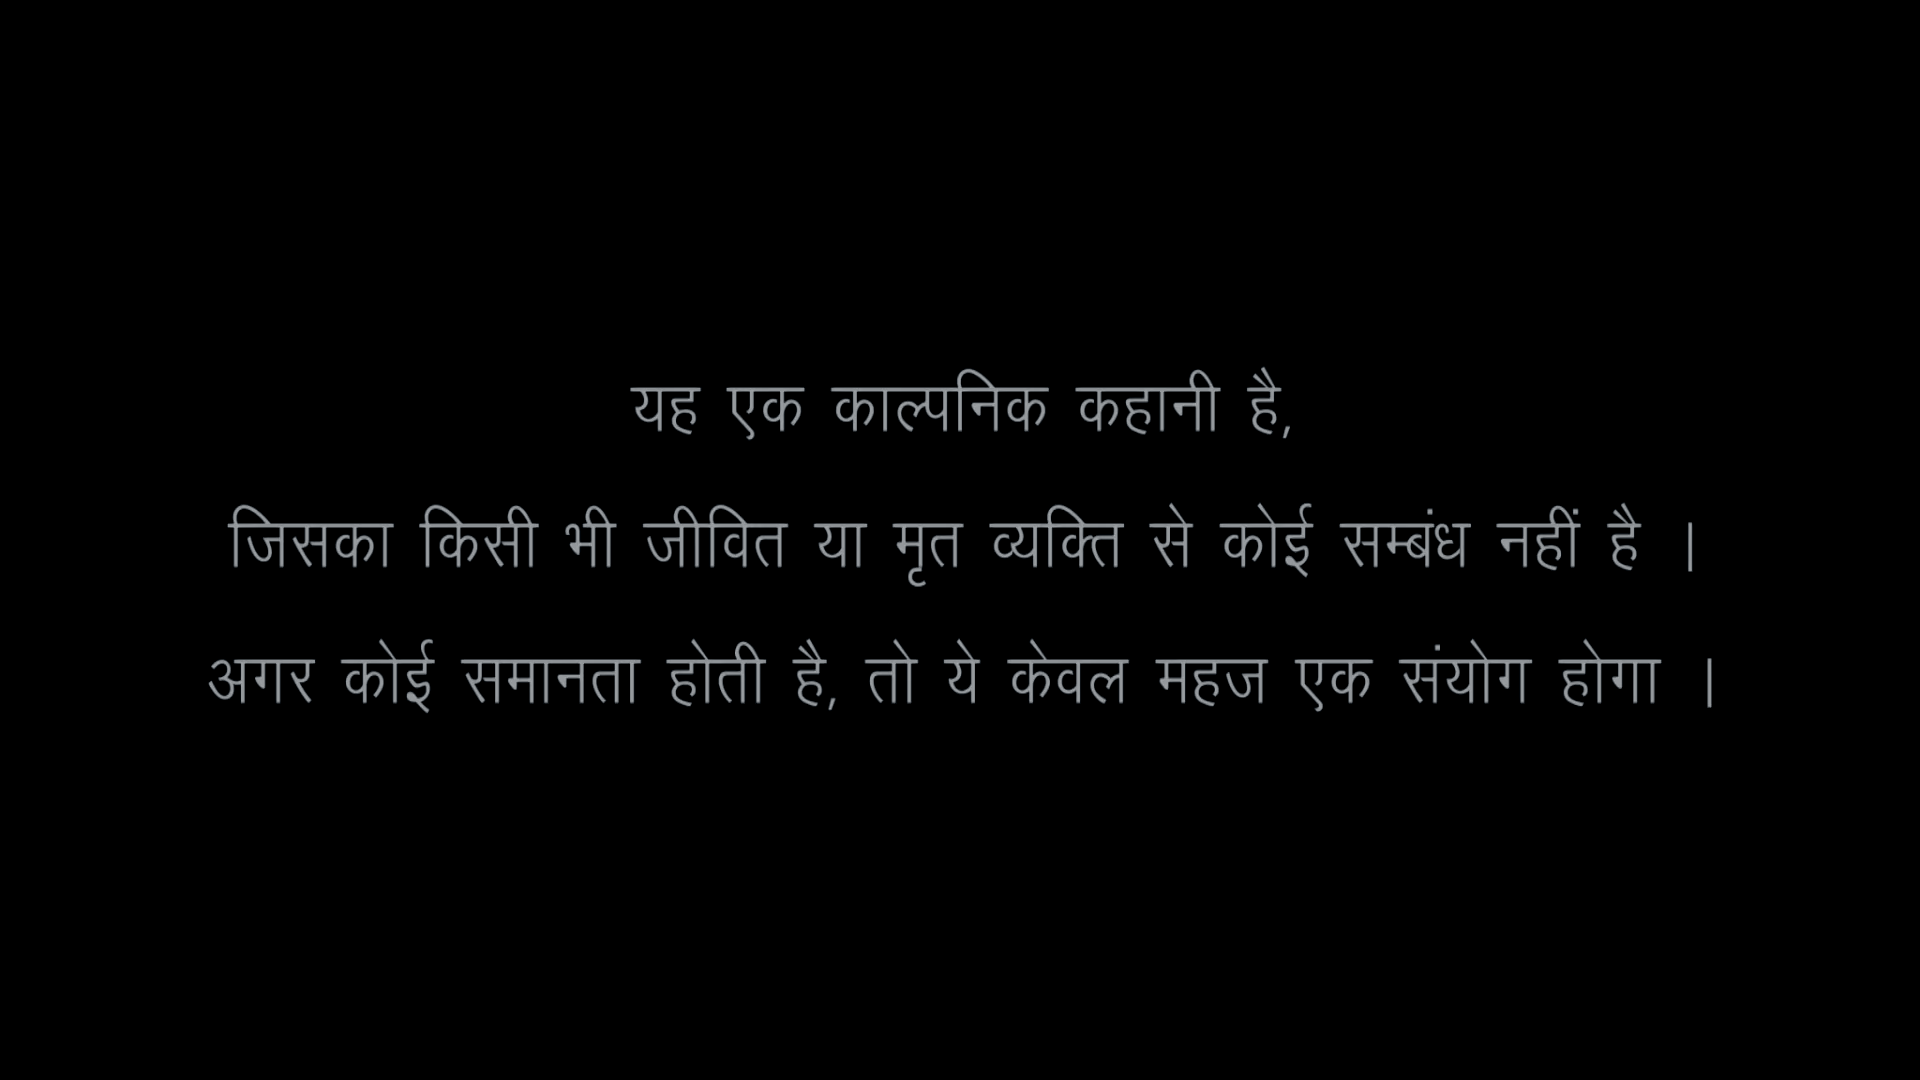 यह एक काल्पनिक कहानी है,
जिसका किसी भी जीवित या मृत व्यक्ति से कोई सम्बंध नहीं है ।
अगर कोई समानता होती है, तो ये केवल महज एक संयोग होगा ।